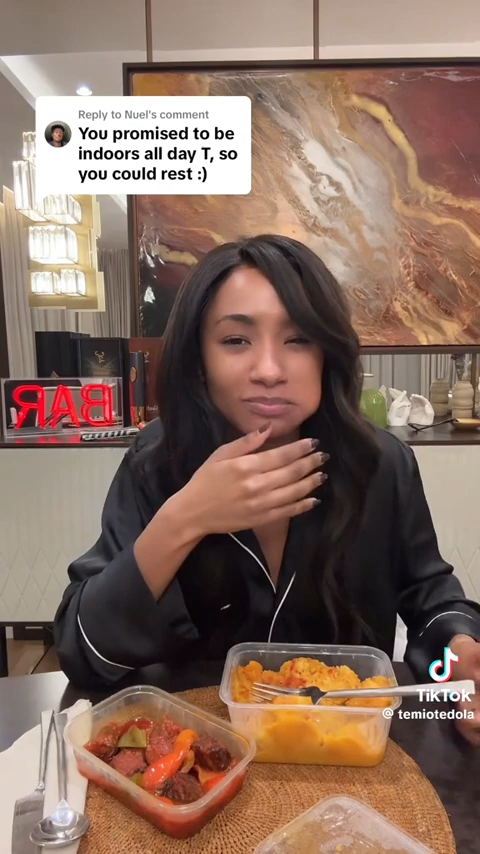 Reply to Nuel's comment
You promised to be
indoors all day T, so
you could rest :)
BAR
TikTok
@ temiotedola